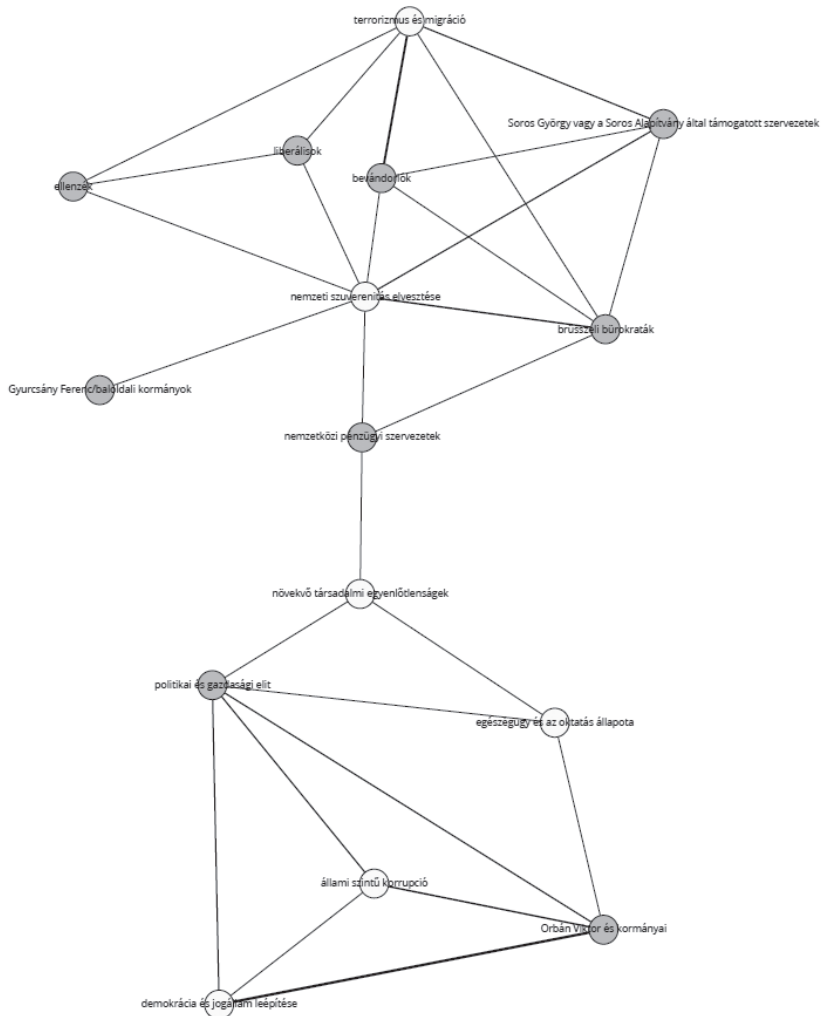 terrorizmus és migráció
Soros György vagy a Soros Alapítvány által támogatott szervezetek
liberálisok
bevándorlók
ellenzék
nemzeti szuverenitás elvesztése
brüsszeli bürokraták
Gyurcsány Ferenc/baloldali kormányok
nemzetközi pénzügyi szervezetek
növekvő társadalmi egyenlőtlenségek
politikai és gazdasági elit
egészségügy és az oktatás állapota
állami szintű korrupció
Orbán Viktor és kormányai
demokrácia és jogállam leépítése